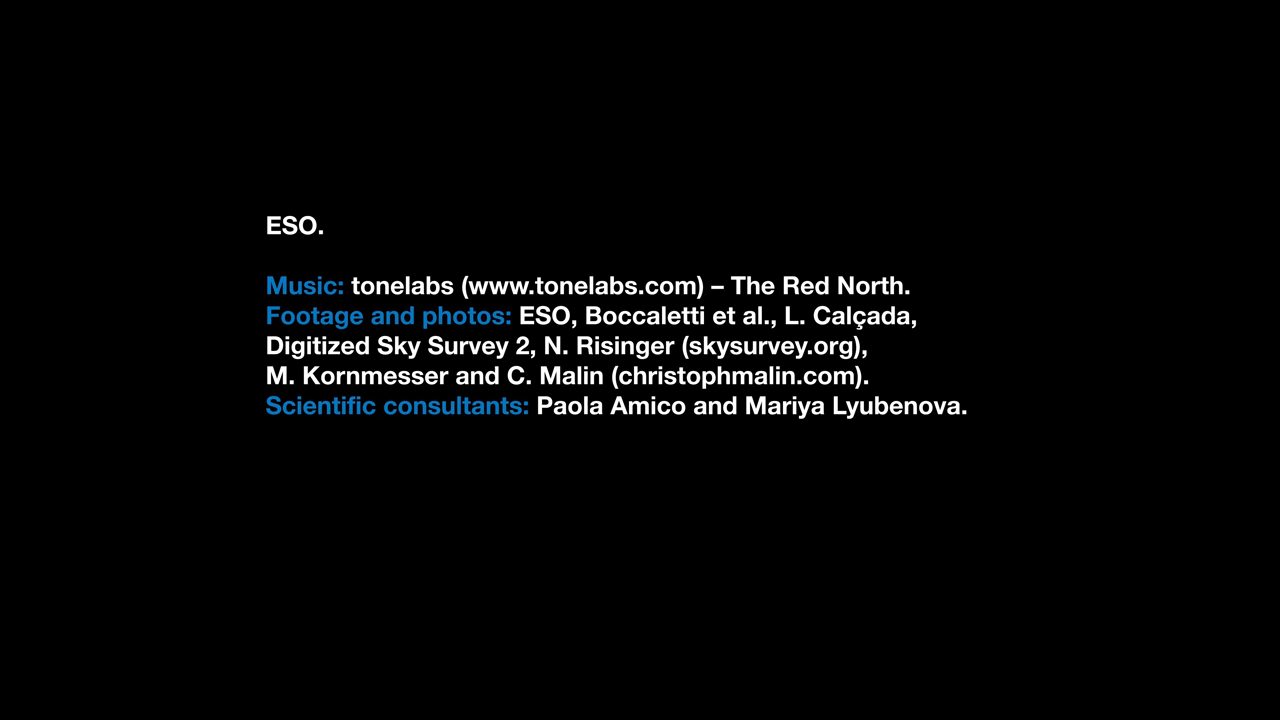 ESO.
Music: tonelabs (www.tonelabs.com) – The Red North.
Footage and photos: ESO, Boccaletti et al., L. Calçada,
Digitized Sky Survey 2, N. Risinger (skysurvey.org),
M. Kornmesser and C. Malin (christophmalin.com).
Scientific consultants: Paola Amico and Mariya Lyubenova.